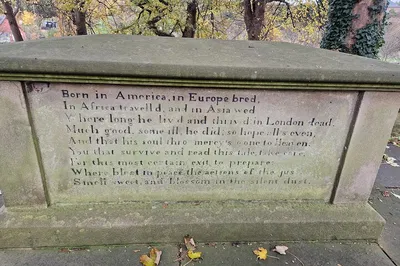 Born in America, in Europe bred,
In Africa travell'd, and in Asia wed,
Where long he liv'd and thriv'd in London dead.
Much good, some ill, he did; so hope all's even,
And that his soul thro' mercy's gone to Heaven.
You that survive and read this tale, take care,
For this most certain exit to prepare:
Where blest in peace, the actions of the just
Smell sweet, and blossom in the silent dust.